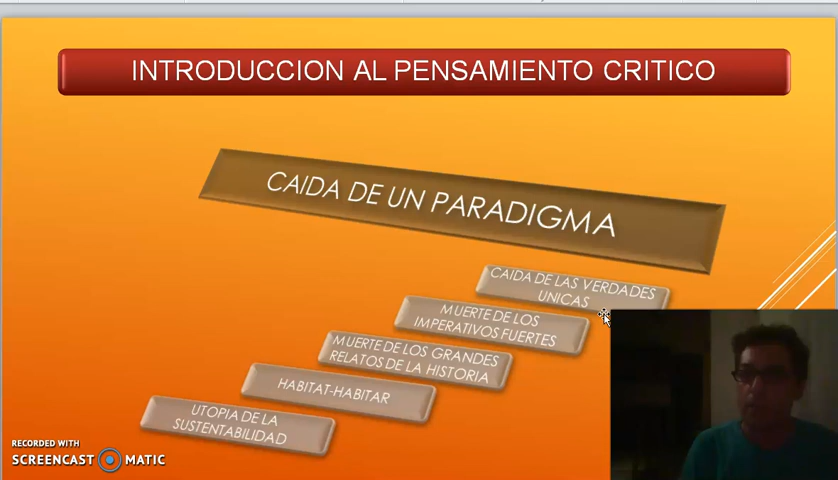 INTRODUCCION AL PENSAMIENTO CRITICO
CAIDA DE UN PARADIGMA
CAIDA DE LAS VERDADES
UNICAS
MUERTE DE LOS
IMPERATIVOS FUERTES
MUERTE DE LOS GRANDES
RELATOS DE LA HISTORIA
HABITAT-HABITAR
UTOPIA DE LA
SUSTENTABILIDAD
RECORDED WITH
SCREENCAST MATIC